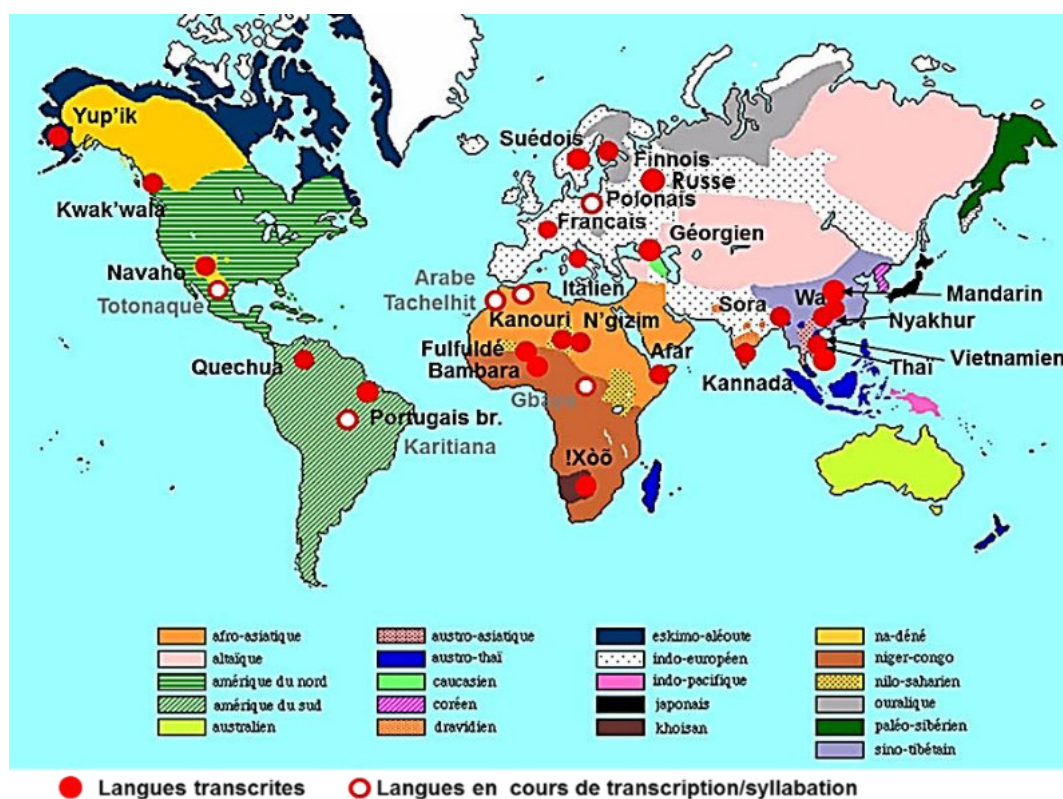 Yup'ik
Suédois
Finnois
Russe
Kwak'wala
Polonais
Français
Géorgien
Navaho
Totonaque
Arabe
Tachelhit
Italien
Sora
Wa
Mandarin
Kanouri
N'gizim
Nyakhur
Quechua
Fulfuldé
Bambara
Afar
Kannada
Thaï
Vietnamien
Gbaya
Portugais br.
Karitiana
!Xòõ
afro-asiatique
altaïque
amérique du nord
amérique du sud
australien
austro-asiatique
austro-thaï
caucasien
coréen
dravidien
eskimo-aléoute
indo-européen
indo-pacifique
japonais
khoisan
na-déné
niger-congo
nilo-saharien
ouralique
paléo-sibérien
sino-tibétain
Langues transcrites
Langues en cours de transcription/syllabation